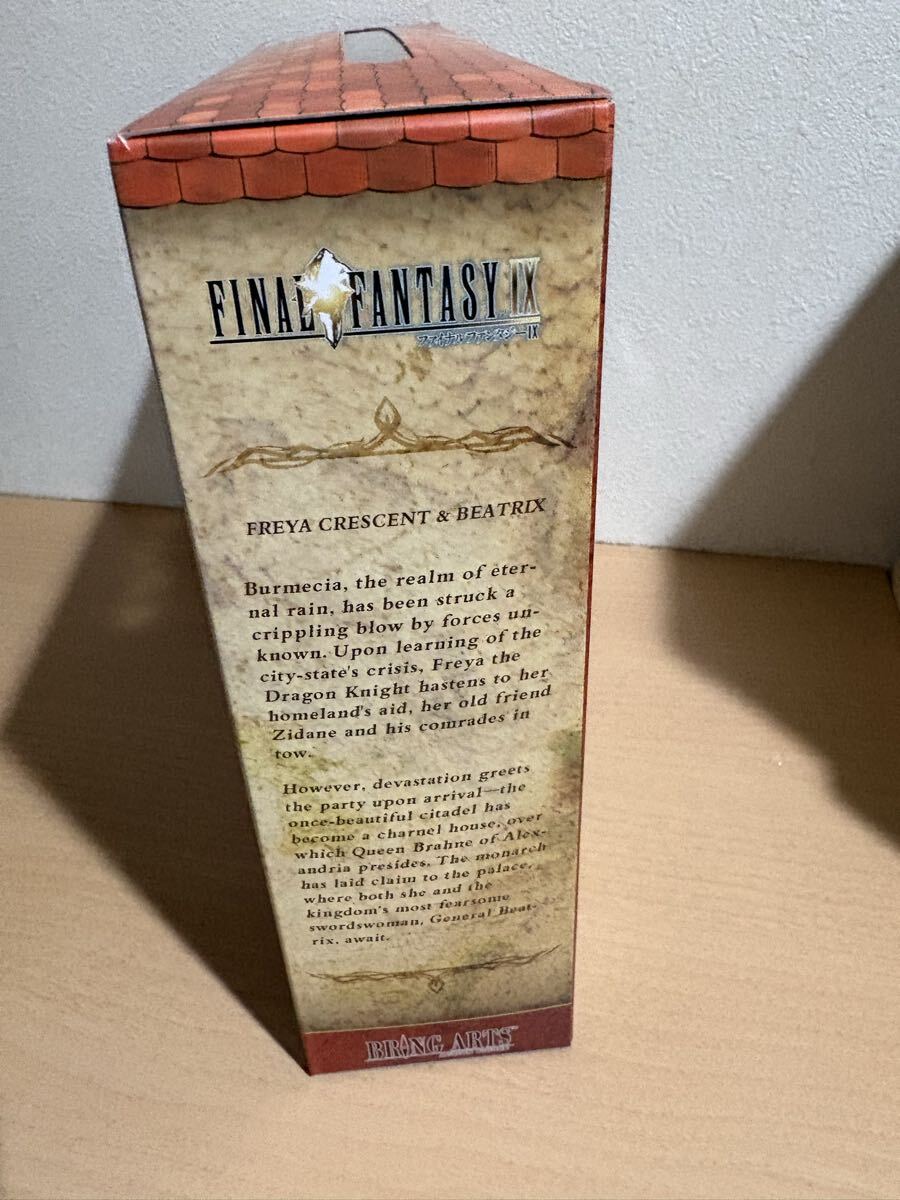 FINAL FANTASY IX
ファイナルファンタジーIX
FREYA CRESCENT & BEATRIX
Burmecia, the realm of eter-
nal rain, has been struck a
crippling blow by forces un-
known. Upon learning of the
city-state's crisis, Freya the
Dragon Knight hastens to her
homeland's aid, her old friend
Zidane and his comrades in
tow.
However, devastation greets
the party upon arrival—the
once-beautiful citadel has
become a charnel house, over
which Queen Brahne of Alex-
andria presides. The monarch
has laid claim to the palace,
where both she and the
kingdom's most fearsome
swordswoman, General Beat-
rix, await.
BRING ARTS